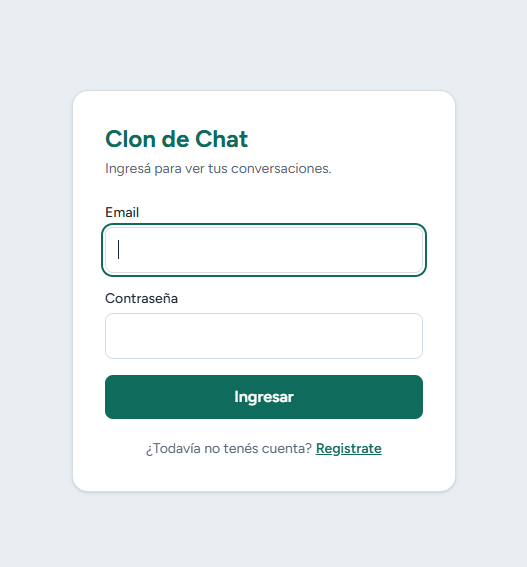 Clon de Chat
Ingresá para ver tus conversaciones.
Email
Contraseña
Ingresar
¿Todavía no tenés cuenta? Registrate